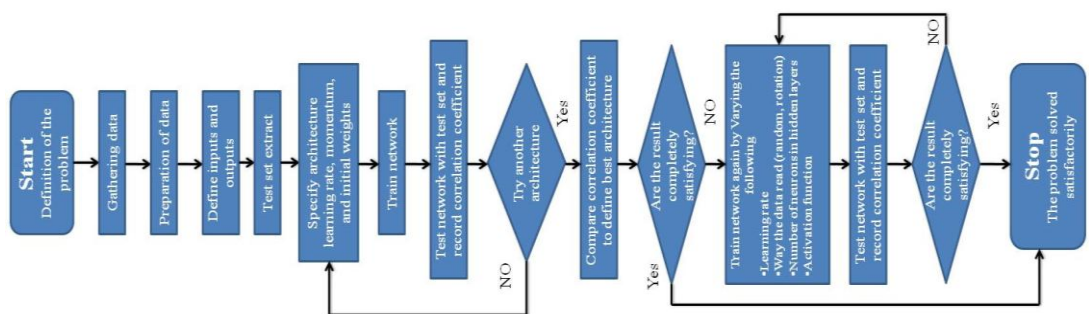 Start
Definition of the
problem
Gathering data
Preparation of data
Define inputs and
outputs
Test set extract
Specify architecture
learning rate, momentum,
and initial weights
Train network
Test network with test set and
record correlation coefficient
Try another
architecture
NO
Yes
Compare correlation coefficient
to define best architecture
Are the result
completely
satisfying?
Yes
NO
Train network again by Varying the
following
•Learning rate
•Way the data read (random, rotation)
•Number of neurons in hidden layers
•Activation function
Test network with test set and
record correlation coefficient
Are the result
completely
satisfying?
NO
Yes
Stop
The problem solved
satisfactorily